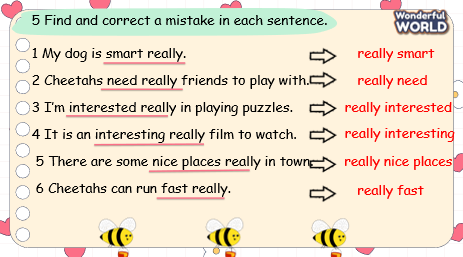 5 Find and correct a mistake in each sentence.
Wonderful
WORLD
1 My dog is smart really.
really smart
2 Cheetahs need really friends to play with.
really need
3 I'm interested really in playing puzzles.
really interested
4 It is an interesting really film to watch.
really interesting
5 There are some nice places really in town.
really nice places
6 Cheetahs can run fast really.
really fast